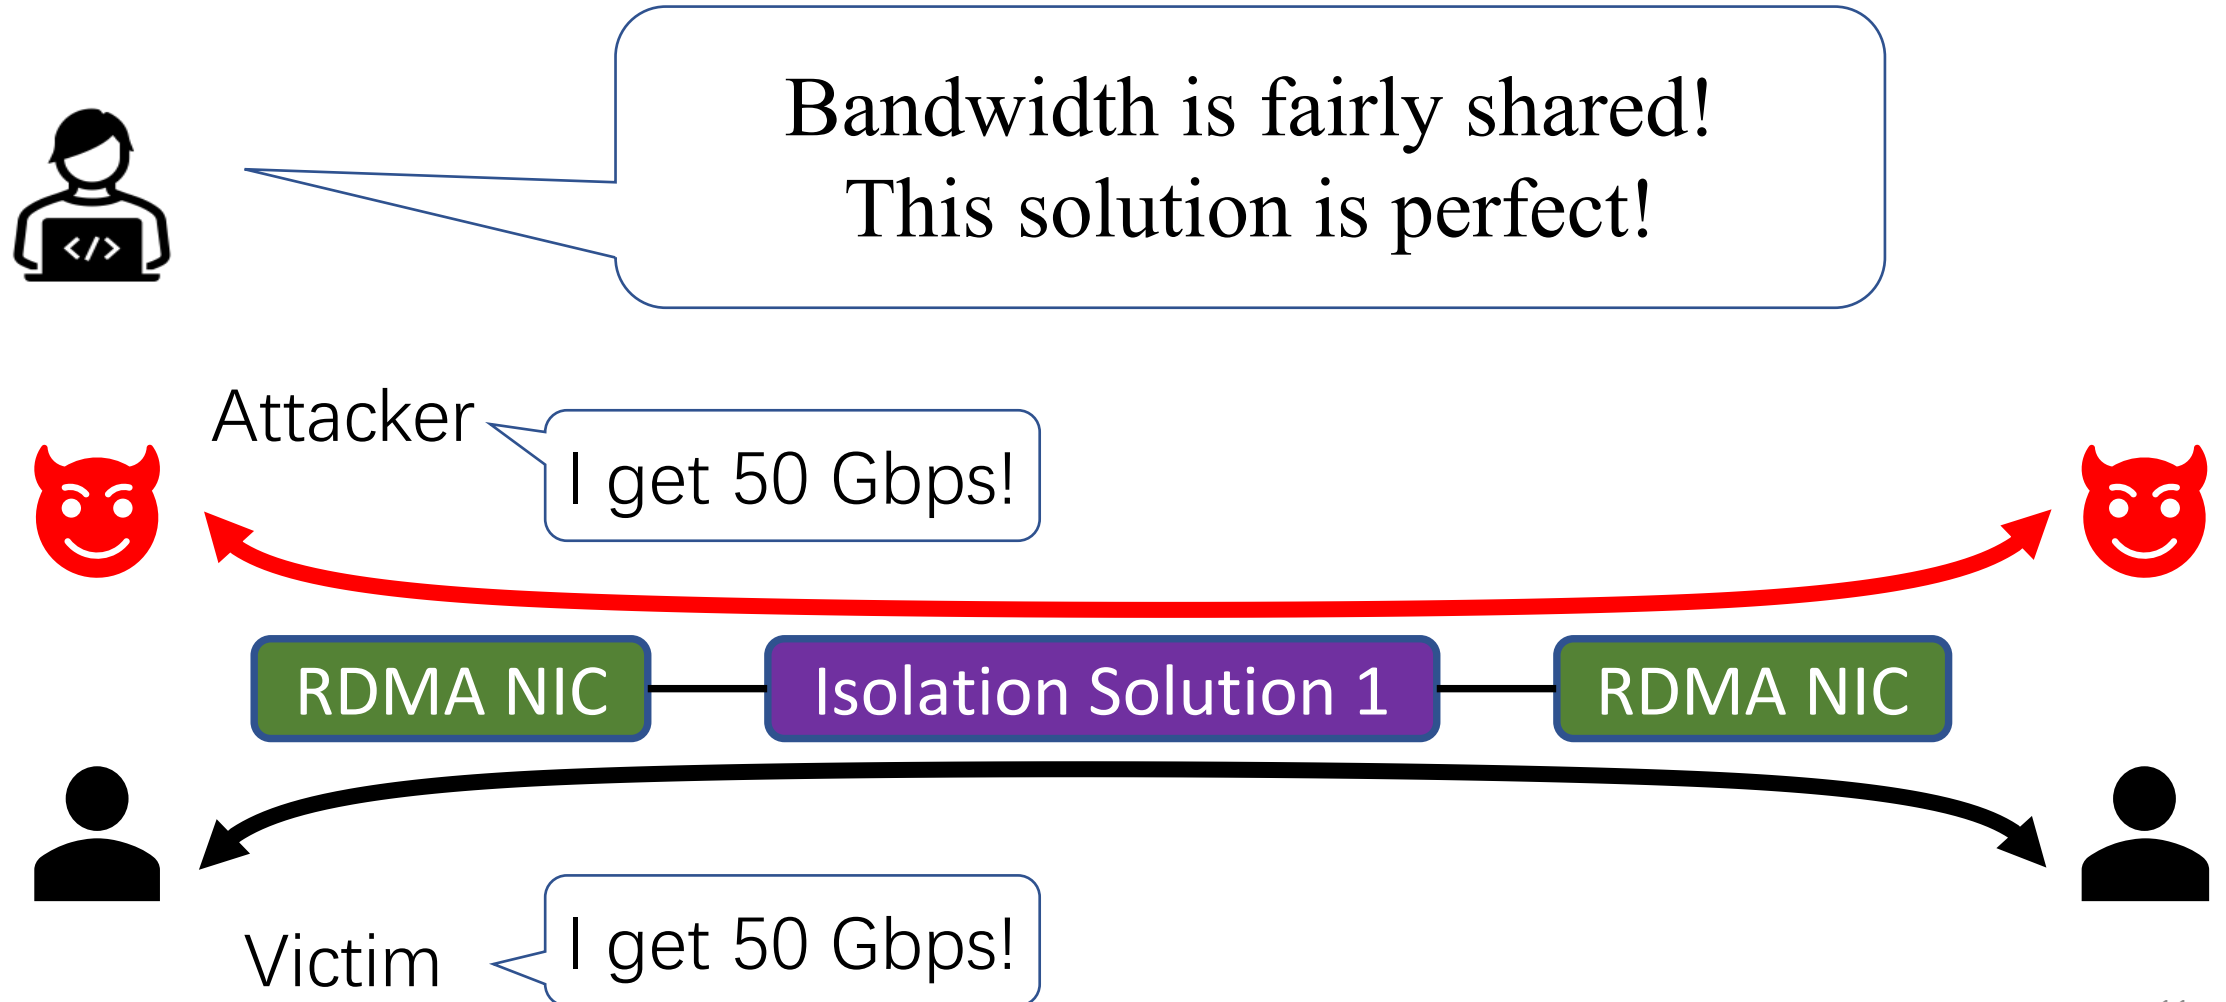 Bandwidth is fairly shared!
This solution is perfect!
</>
Attacker
I get 50 Gbps!
RDMA NIC
Isolation Solution 1
RDMA NIC
I get 50 Gbps!
Victim